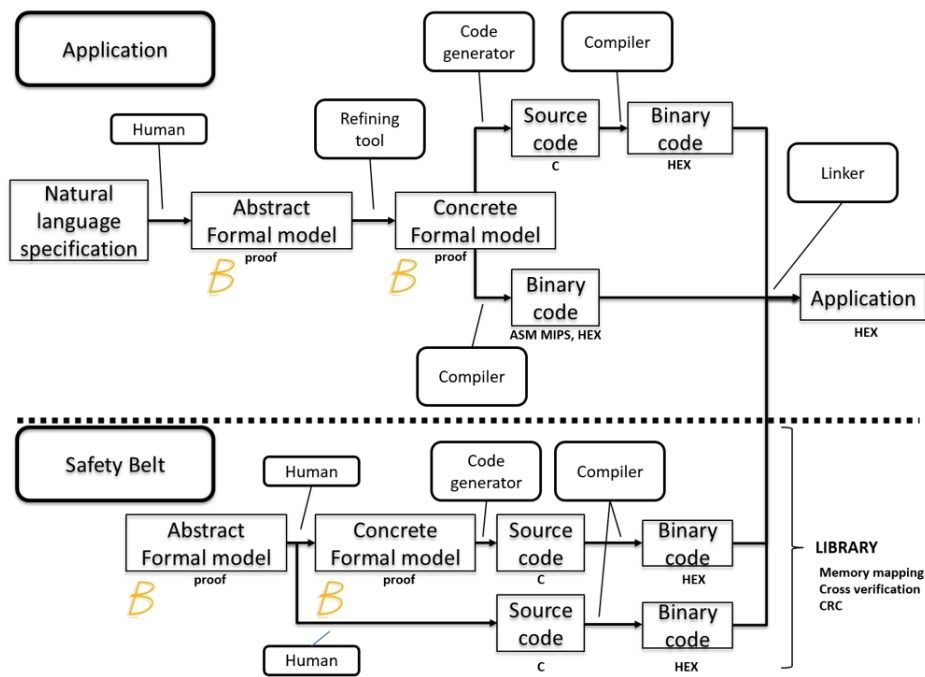 Application
Code
generator
Compiler
Human
Refining
tool
Source
code
C
Binary
code
HEX
Linker
Natural
language
specification
Abstract
Formal model
proof
B
Concrete
Formal model
proof
B
Binary
code
ASM MIPS, HEX
Compiler
Application
HEX
Safety Belt
Human
Code
generator
Compiler
Abstract
Formal model
proof
B
Concrete
Formal model
proof
B
Source
code
C
Binary
code
HEX
Human
Source
code
C
Binary
code
HEX
LIBRARY
Memory mapping
Cross verification
CRC